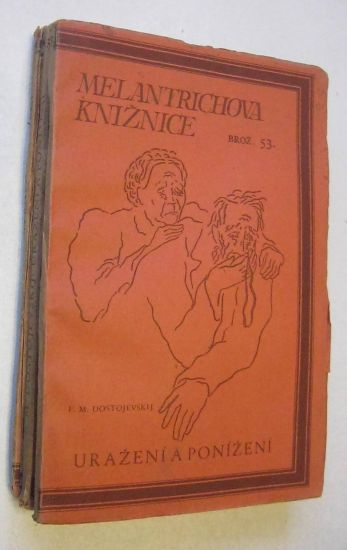 MELANTRICHOVA
KNIŽNICE
BROŽ. 53-
F. M. DOSTOJEVSKIJ
URAŽENÍ A PONÍŽENÍ